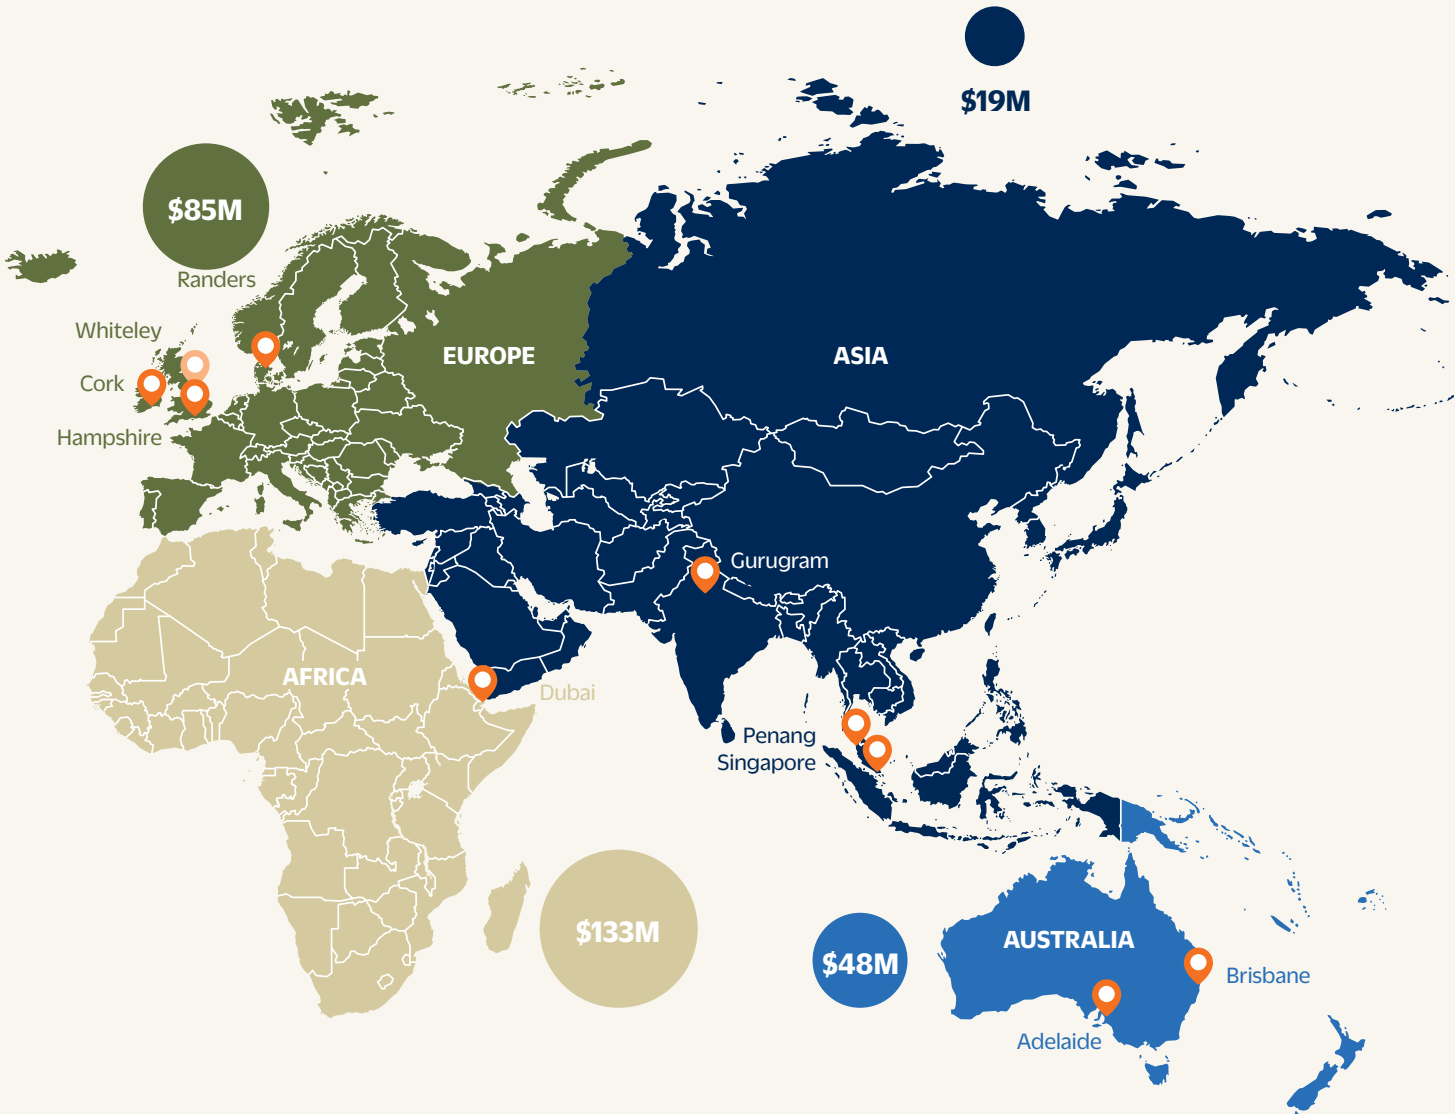 $19M
$85M
Randers
Whiteley
EUROPE
ASIA
Cork
Hampshire
Gurugram
AFRICA
Dubai
Penang
Singapore
$133M
$48M
AUSTRALIA
Brisbane
Adelaide